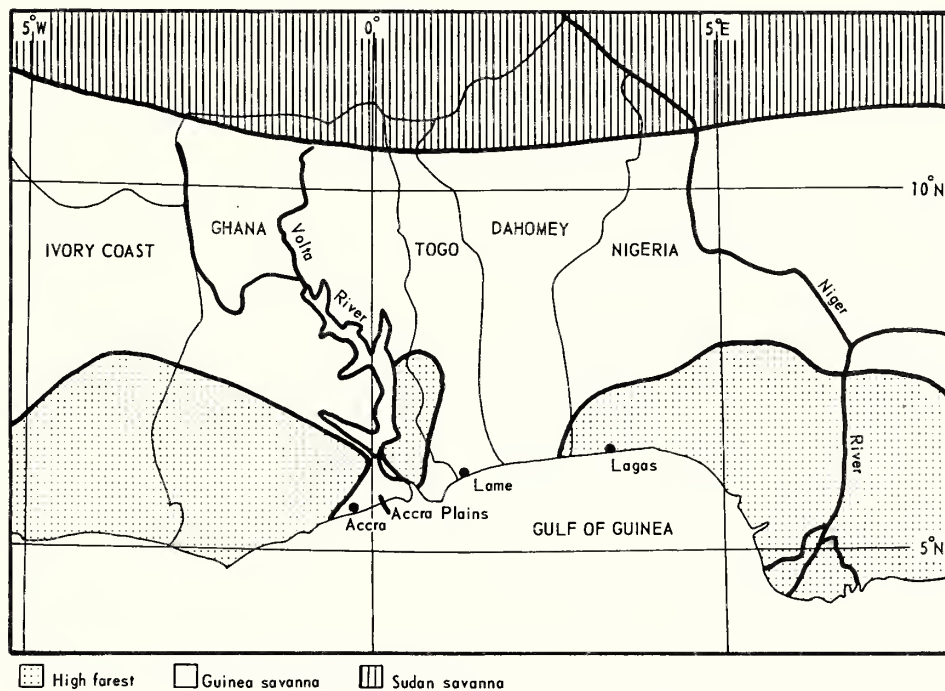 5°W 0° 5°E
10°N
GHANA
DAHOMEY
IVORY COAST
TOGO
NIGERIA
Volta
River
Niger
River
Lagas
Lame
Accra Plains
Accra
GULF OF GUINEA
5°N
High farest Guinea savanna Sudan savanna